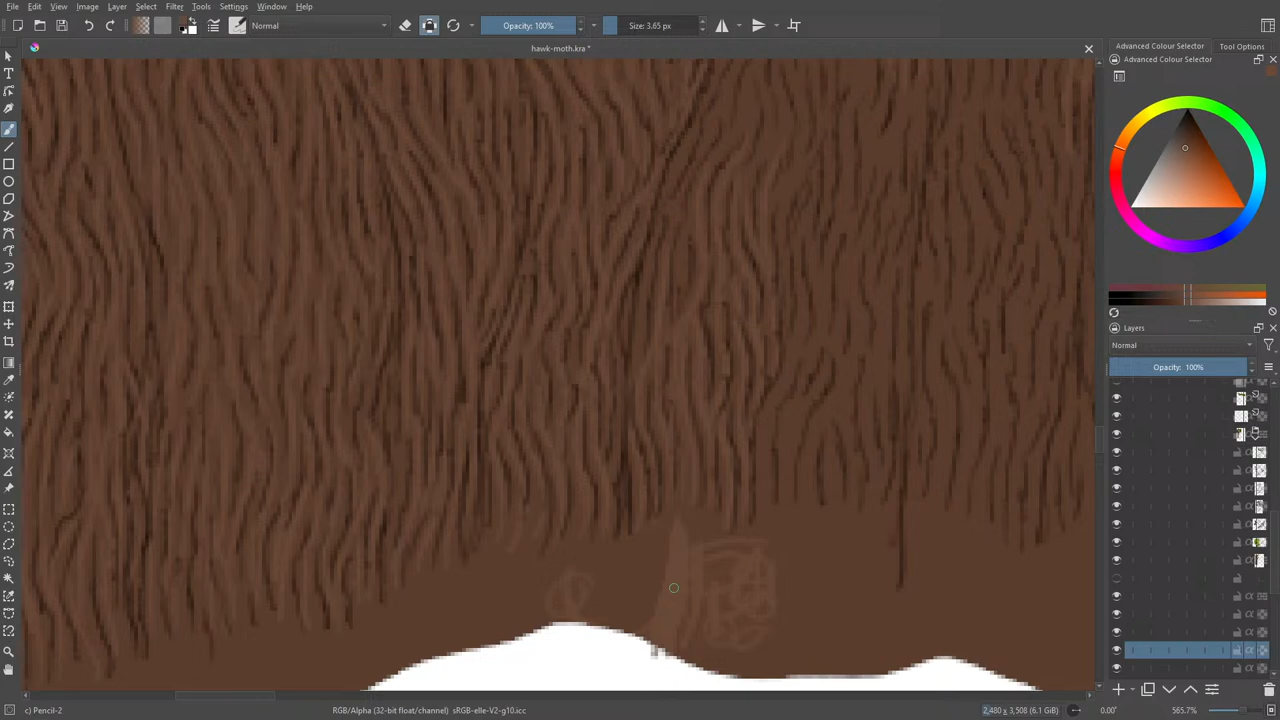 File Edit View Image Layer Select Filter Tools Settings Window Help
Normal Opacity: 100% Size: 3.65 px
hawk-moth.kra *
Advanced Colour Selector Tool Options
Advanced Colour Selector
Layers
Normal
Opacity: 100%
c) Pencil-2 RGB/Alpha (32-bit float/channel) sRGB-elle-V2-g10.icc 2,480 x 3,508 (6.1 GiB) 0.00° 565.7%